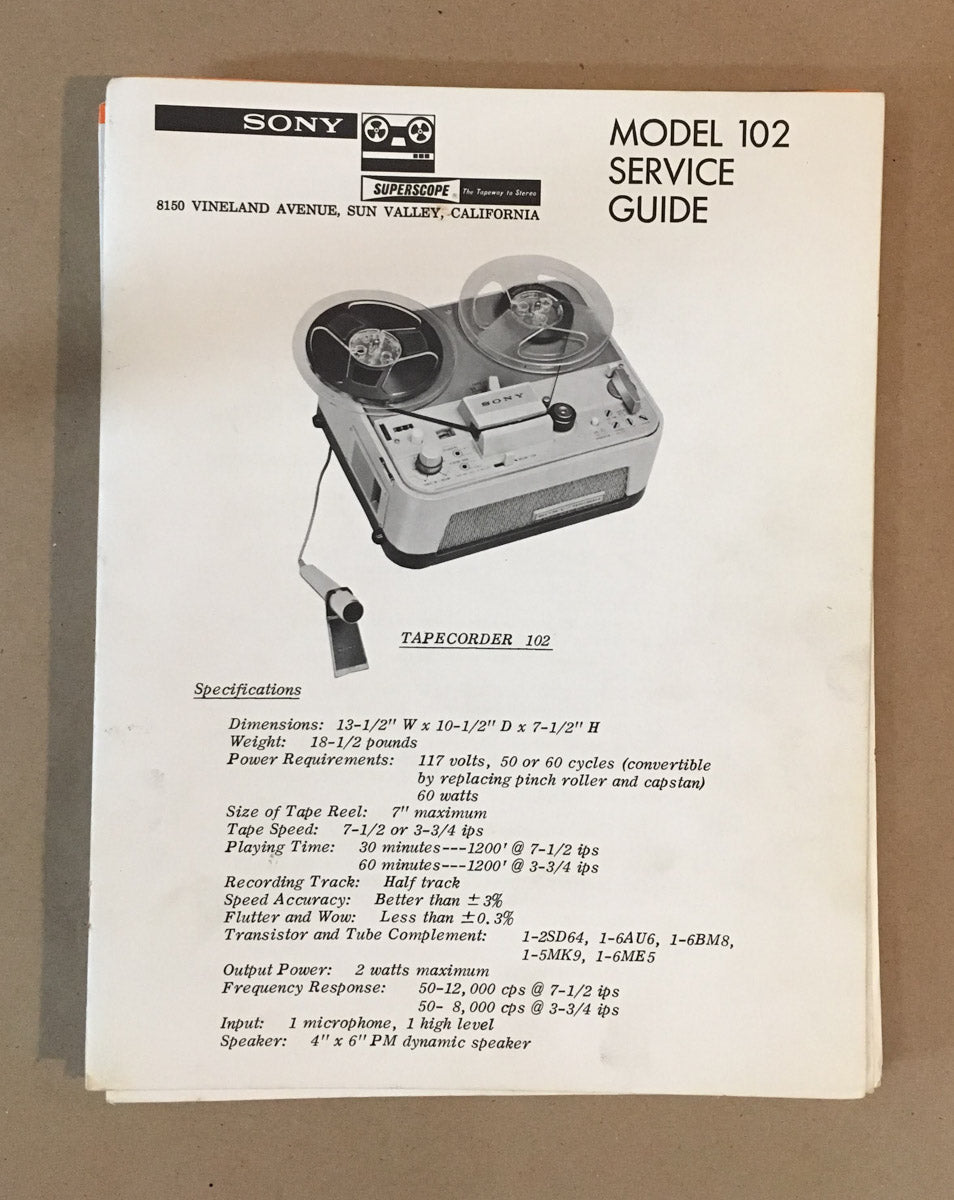 SONY
SUPERSCOPE The Tapeway to Stereo
8150 VINELAND AVENUE, SUN VALLEY, CALIFORNIA
MODEL 102
SERVICE
GUIDE
SONY
TAPECORDER 102
Specifications
Dimensions: 13-1/2" W x 10-1/2" D x 7-1/2" H
Weight: 18-1/2 pounds
Power Requirements: 117 volts, 50 or 60 cycles (convertible
by replacing pinch roller and capstan)
60 watts
Size of Tape Reel: 7" maximum
Tape Speed: 7-1/2 or 3-3/4 ips
Playing Time: 30 minutes---1200' @ 7-1/2 ips
60 minutes---1200' @ 3-3/4 ips
Recording Track: Half track
Speed Accuracy: Better than ±3%
Flutter and Wow: Less than ±0.3%
Transistor and Tube Complement: 1-2SD64, 1-6AU6, 1-6BM8,
1-5MK9, 1-6ME5
Output Power: 2 watts maximum
Frequency Response: 50-12,000 cps @ 7-1/2 ips
50- 8,000 cps @ 3-3/4 ips
Input: 1 microphone, 1 high level
Speaker: 4" x 6" PM dynamic speaker